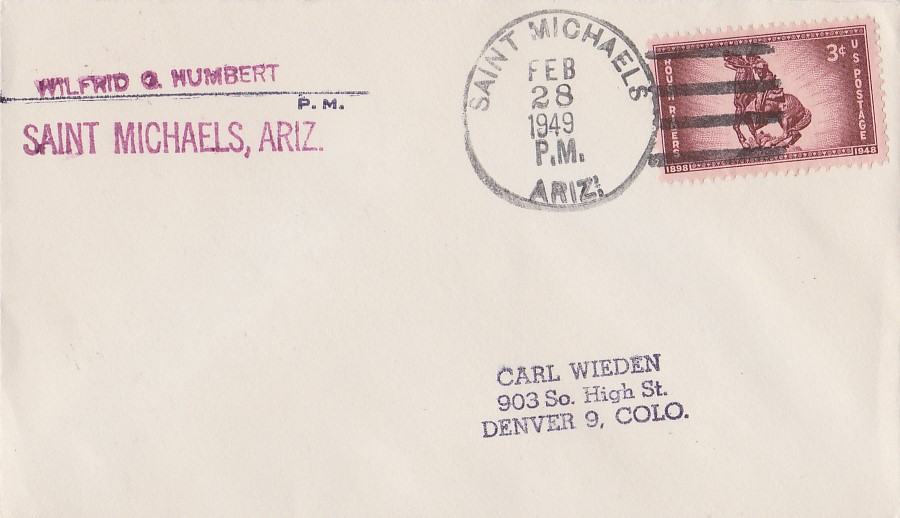 WILFRID Q. HUMBERT
P. M.
SAINT MICHAELS, ARIZ.
SAINT MICHAELS
FEB
28
1949
P.M.
ARIZ.
ROUGH RIDERS
3¢
U S POSTAGE
1898
1948
CARL WIEDEN
903 So. High St.
DENVER 9, COLO.